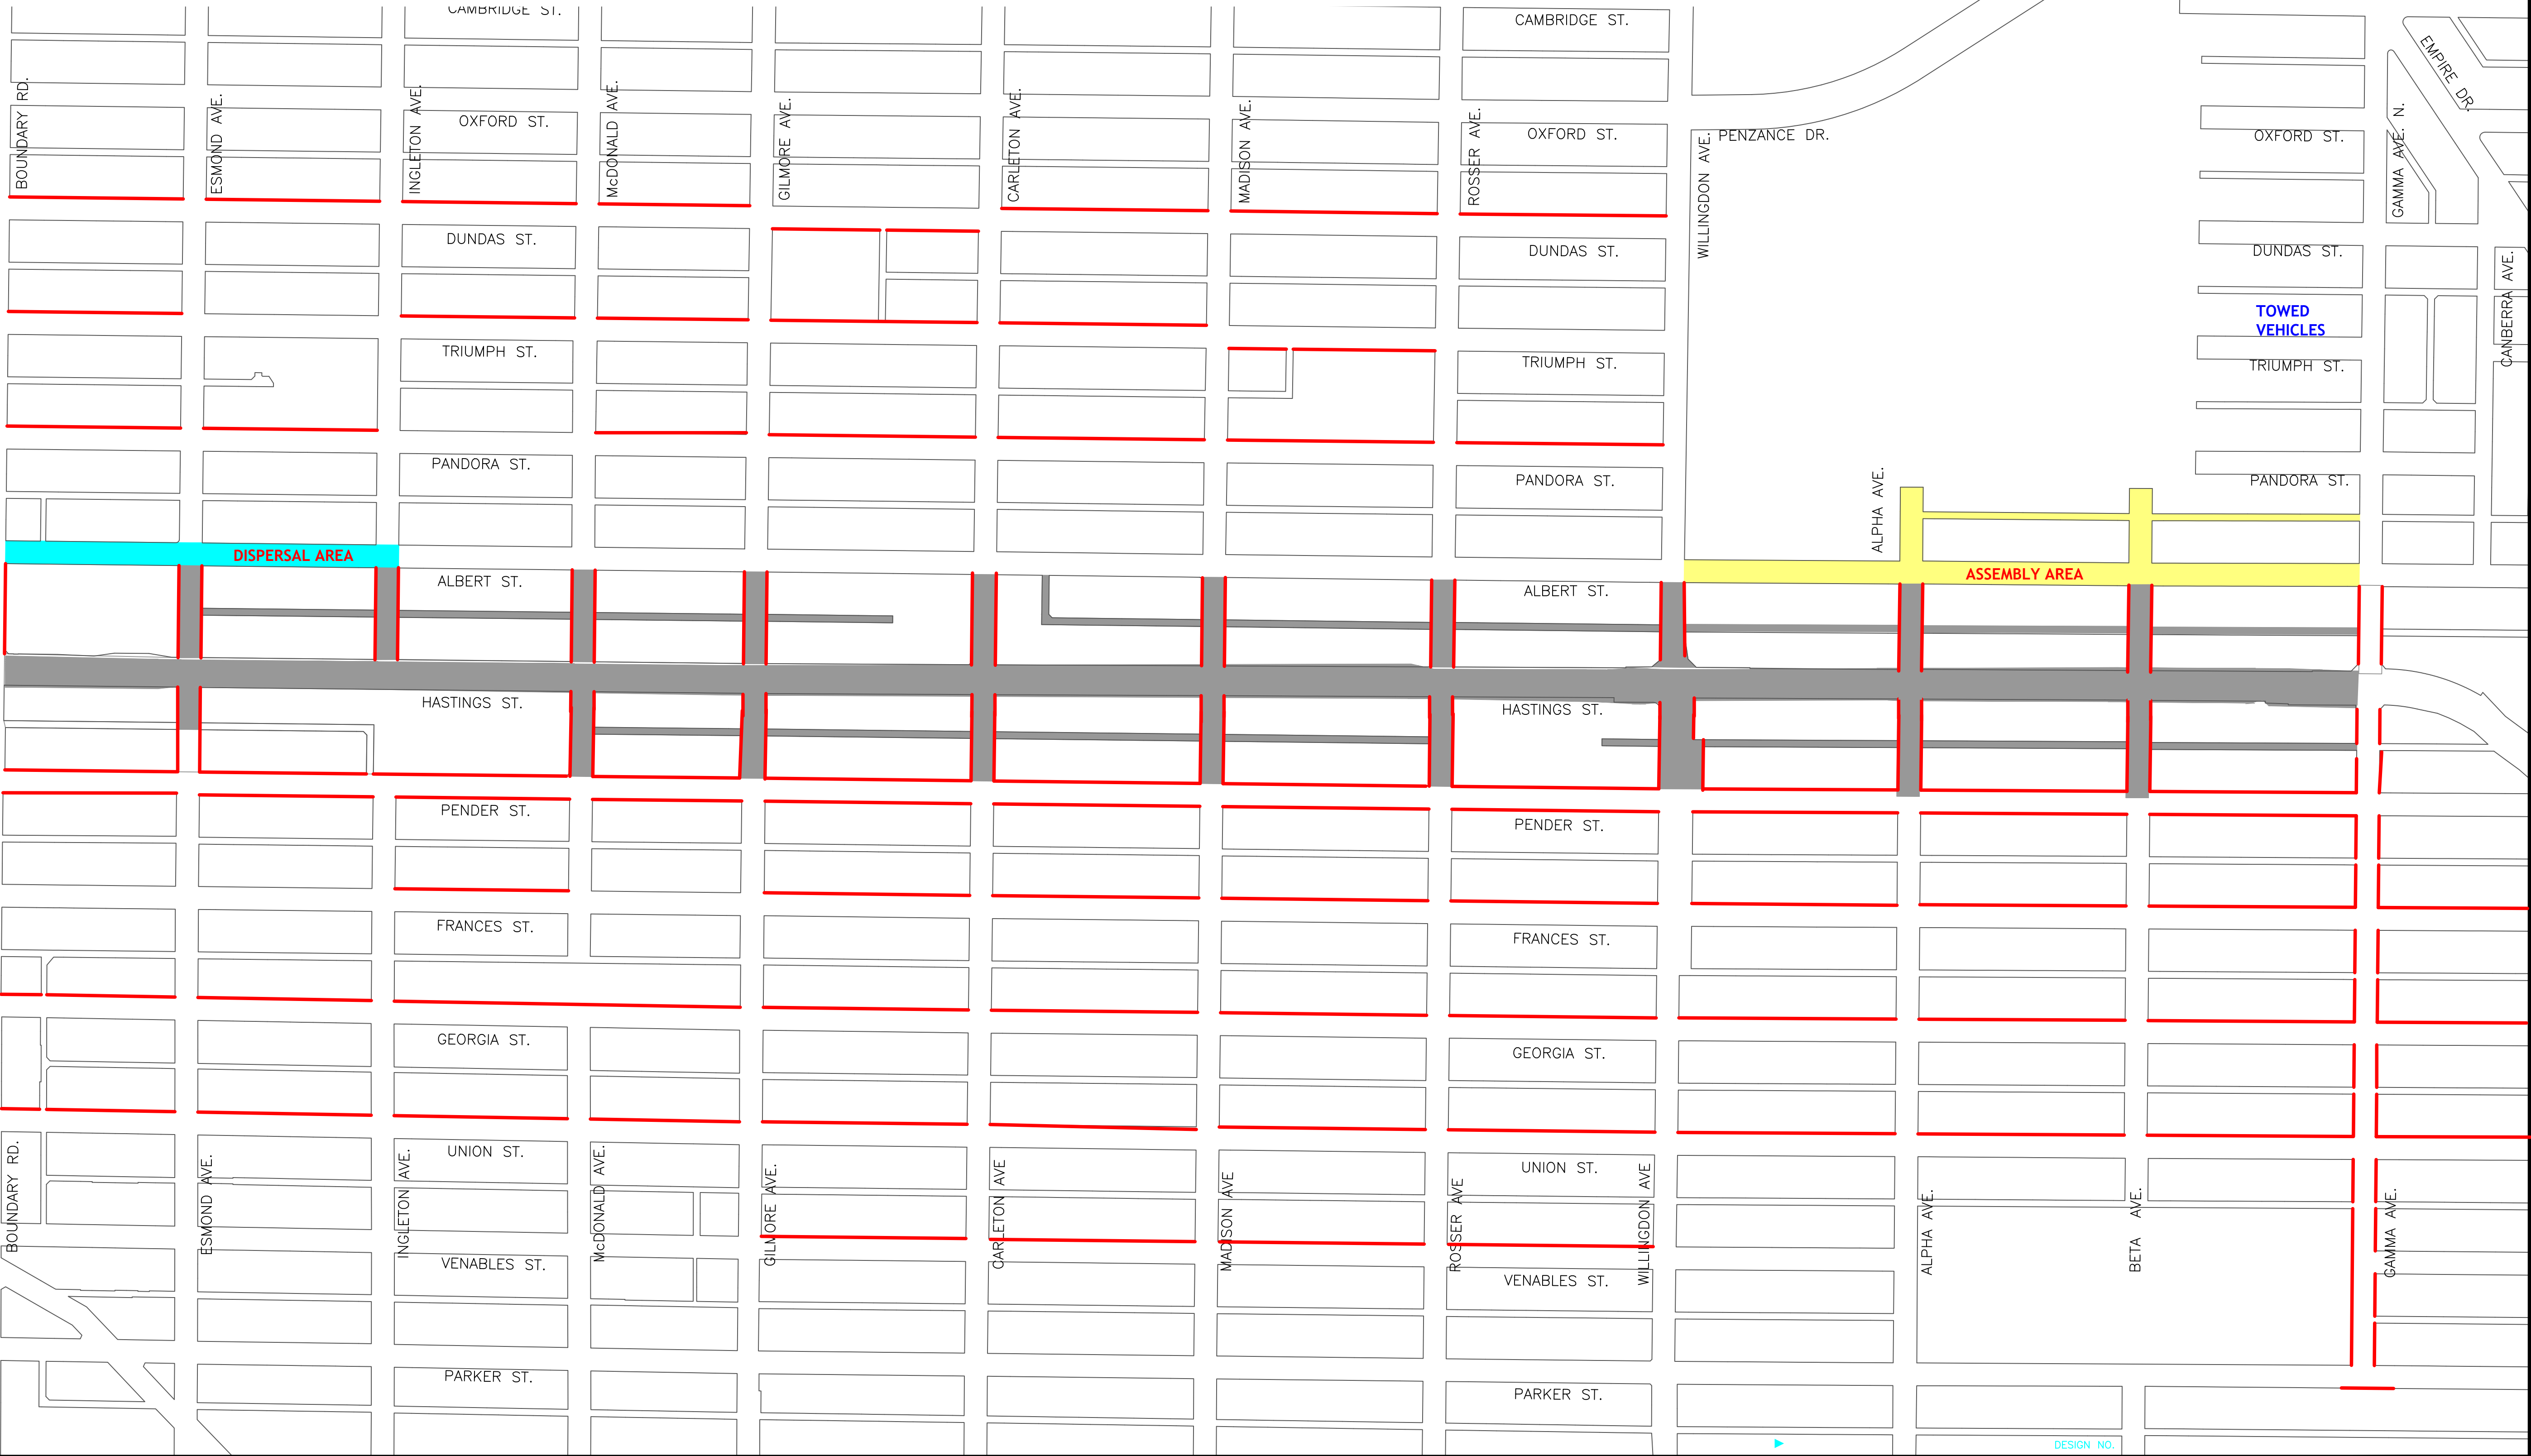 CAMBRIDGE ST.
CAMBRIDGE ST.
EMPIRE DR.
BOUNDARY RD.
ESMOND AVE.
INGLETON AVE.
OXFORD ST.
McDONALD AVE.
GILMORE AVE.
CARLETON AVE.
MADISON AVE.
ROSSER AVE.
OXFORD ST.
WILLINGDON AVE.
PENZANCE DR.
OXFORD ST.
GAMMA AVE. N.
DUNDAS ST.
DUNDAS ST.
DUNDAS ST.
CANBERRA AVE.
TOWED
VEHICLES
TRIUMPH ST.
TRIUMPH ST.
TRIUMPH ST.
PANDORA ST.
PANDORA ST.
ALPHA AVE.
PANDORA ST.
DISPERSAL AREA
ASSEMBLY AREA
ALBERT ST.
ALBERT ST.
HASTINGS ST.
HASTINGS ST.
PENDER ST.
PENDER ST.
FRANCES ST.
FRANCES ST.
GEORGIA ST.
GEORGIA ST.
BOUNDARY RD.
ESMOND AVE.
INGLETON AVE.
UNION ST.
McDONALD AVE.
GILMORE AVE.
CARLETON AVE
MADISON AVE
ROSSER AVE
UNION ST.
WILLINGDON AVE
ALPHA AVE.
BETA AVE.
GAMMA AVE.
VENABLES ST.
VENABLES ST.
PARKER ST.
PARKER ST.
DESIGN NO.